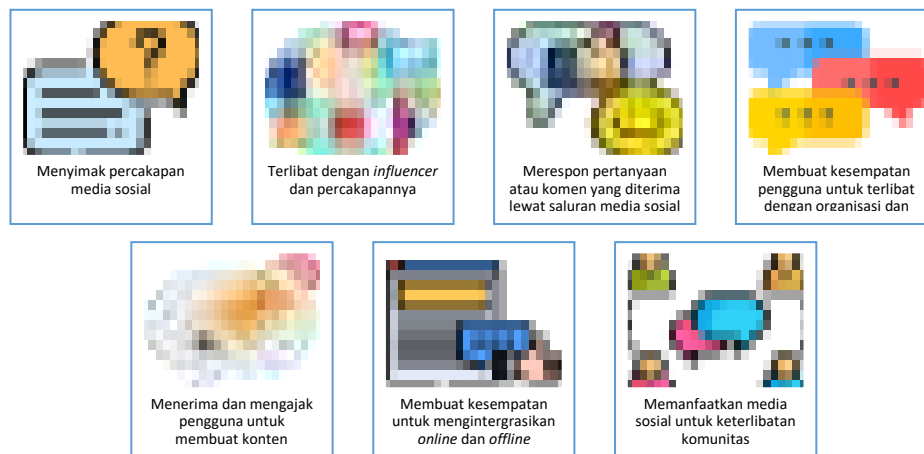 Menyimak percakapan
media sosial
Terlibat dengan influencer
dan percakapannya
Merespon pertanyaan
atau komen yang diterima
lewat saluran media sosial
Membuat kesempatan
pengguna untuk terlibat
dengan organisasi dan
Menerima dan mengajak
pengguna untuk
membuat konten
Membuat kesempatan
untuk mengintergrasikan
online dan offline
Memanfaatkan media
sosial untuk keterlibatan
komunitas